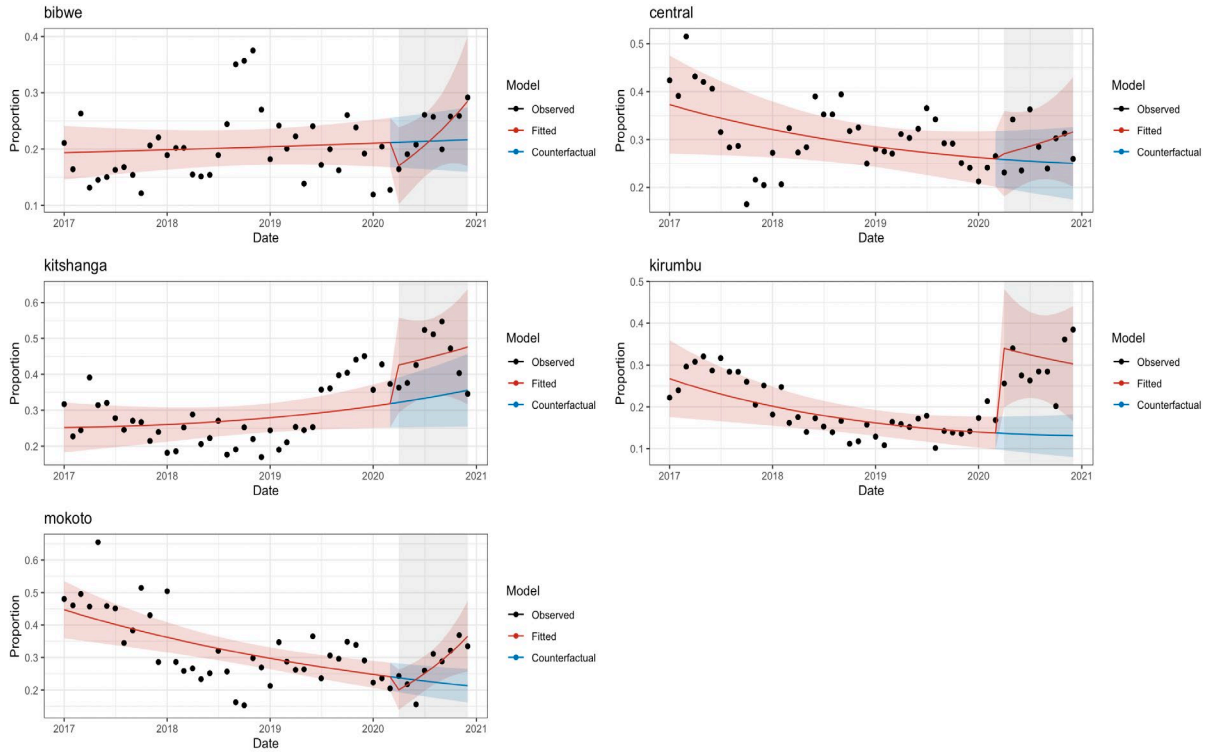 bibwe
0.4
0.3
0.2
0.1
Proportion
2017 2018 2019 2020 2021
Date
Model
Observed
Fitted
Counterfactual
central
0.5
0.4
0.3
0.2
Proportion
2017 2018 2019 2020 2021
Date
Model
Observed
Fitted
Counterfactual
kitshanga
0.6
0.5
0.4
0.3
0.2
Proportion
2017 2018 2019 2020 2021
Date
Model
Observed
Fitted
Counterfactual
kirumbu
0.5
0.4
0.3
0.2
0.1
Proportion
2017 2018 2019 2020 2021
Date
Model
Observed
Fitted
Counterfactual
mokoto
0.6
0.5
0.4
0.3
0.2
Proportion
2017 2018 2019 2020 2021
Date
Model
Observed
Fitted
Counterfactual